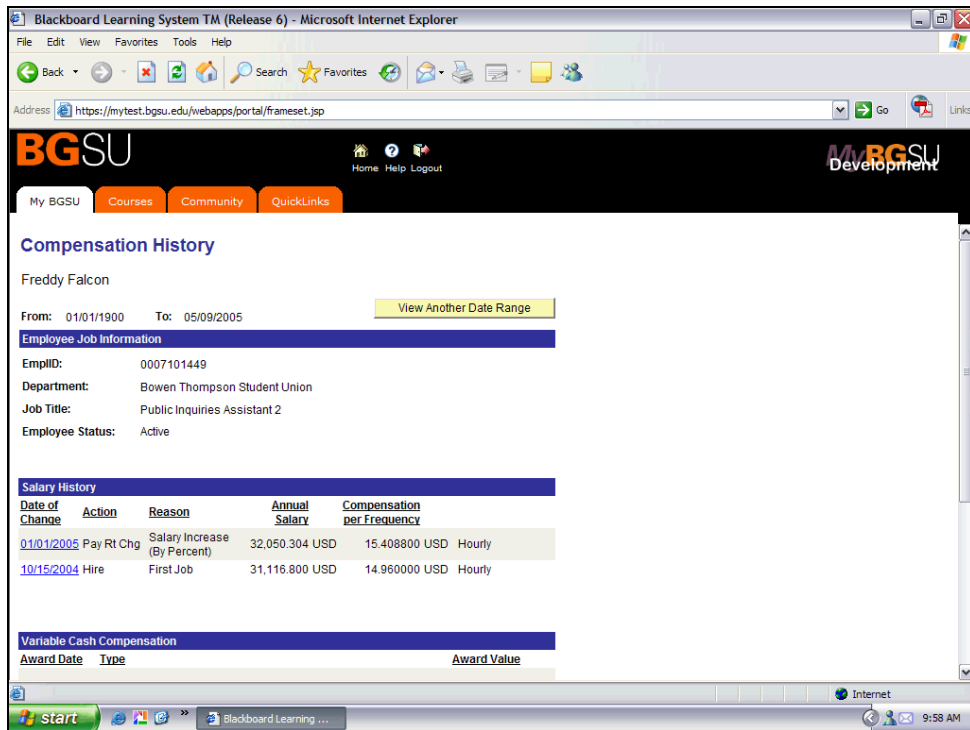 Blackboard Learning System TM (Release 6) - Microsoft Internet Explorer
File Edit View Favorites Tools Help
Back Search Favorites
Address https://mytest.bgsu.edu/webapps/portal/frameset.jsp Go Links
BGSU
Home Help Logout
MyBGSU
Development
My BGSU Courses Community QuickLinks
Compensation History
Freddy Falcon
View Another Date Range
From: 01/01/1900 To: 05/09/2005
Employee Job Information
EmplID: 0007101449
Department: Bowen Thompson Student Union
Job Title: Public Inquiries Assistant 2
Employee Status: Active
Salary History
Date of Change Action Reason Annual Salary Compensation per Frequency
01/01/2005 Pay Rt Chg Salary Increase (By Percent) 32,050.304 USD 15.408800 USD Hourly
10/15/2004 Hire First Job 31,116.800 USD 14.960000 USD Hourly
Variable Cash Compensation
Award Date Type Award Value
Internet
start » Blackboard Learning ... 9:58 AM